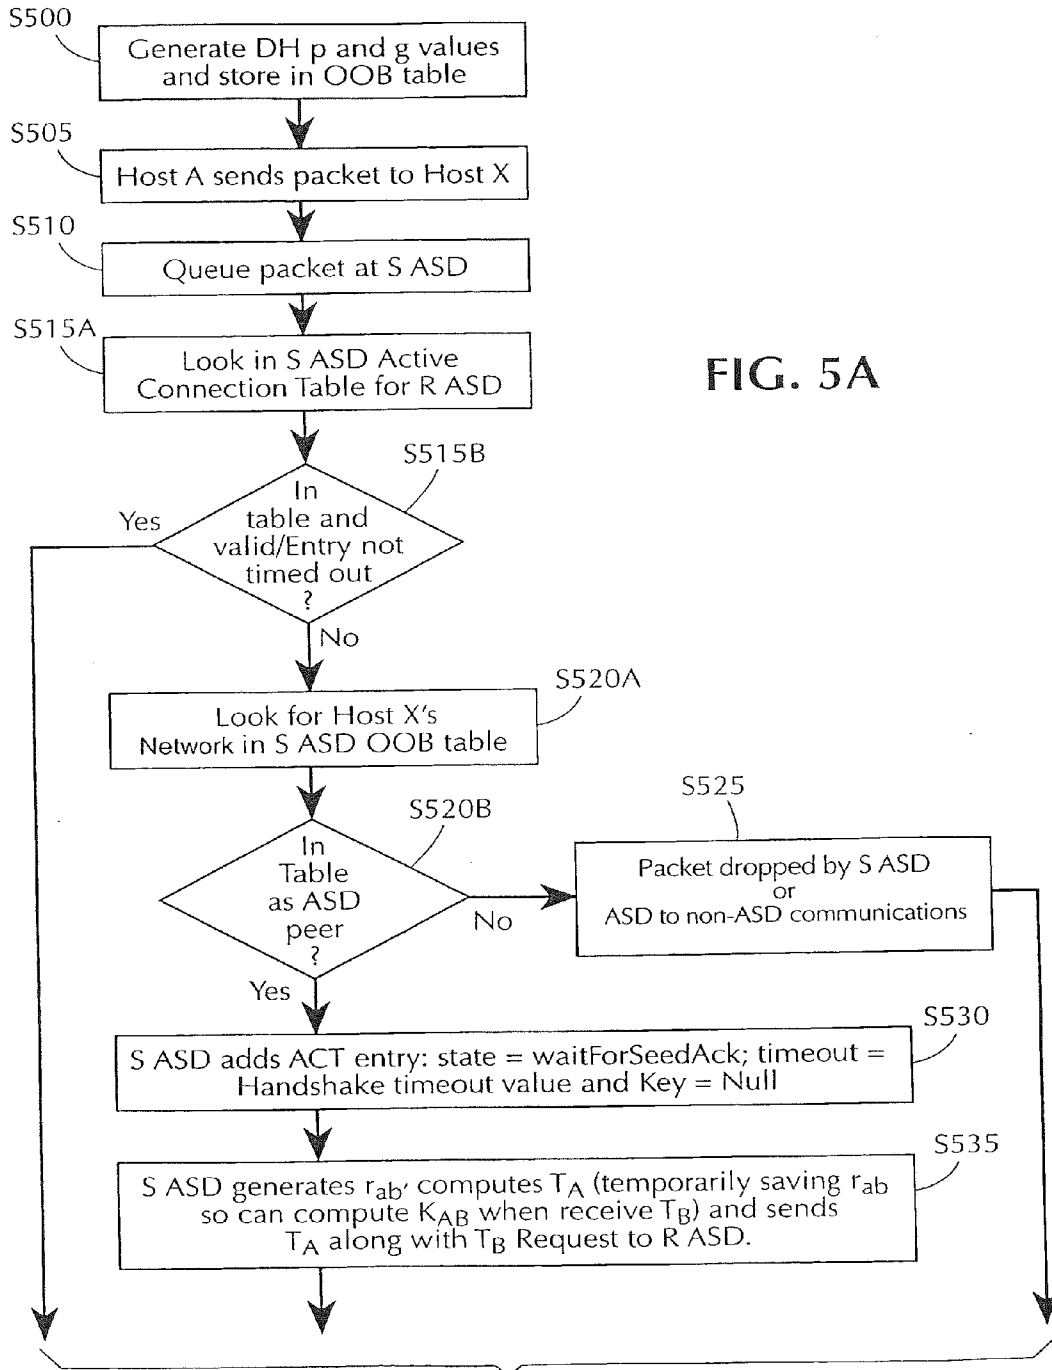 S500
Generate DH p and g values
and store in OOB table
S505
Host A sends packet to Host X
S510
Queue packet at S ASD
S515A
Look in S ASD Active
Connection Table for R ASD
FIG. 5A
S515B
In
table and
valid/Entry not
timed out
?
Yes
No
S520A
Look for Host X's
Network in S ASD OOB table
S520B
In
Table
as ASD
peer
?
No
Yes
S525
Packet dropped by S ASD
or
ASD to non-ASD communications
S530
S ASD adds ACT entry: state = waitForSeedAck; timeout =
Handshake timeout value and Key = Null
S535
S ASD generates rab, computes TA (temporarily saving rab
so can compute KAB when receive TB) and sends
TA along with TB Request to R ASD.